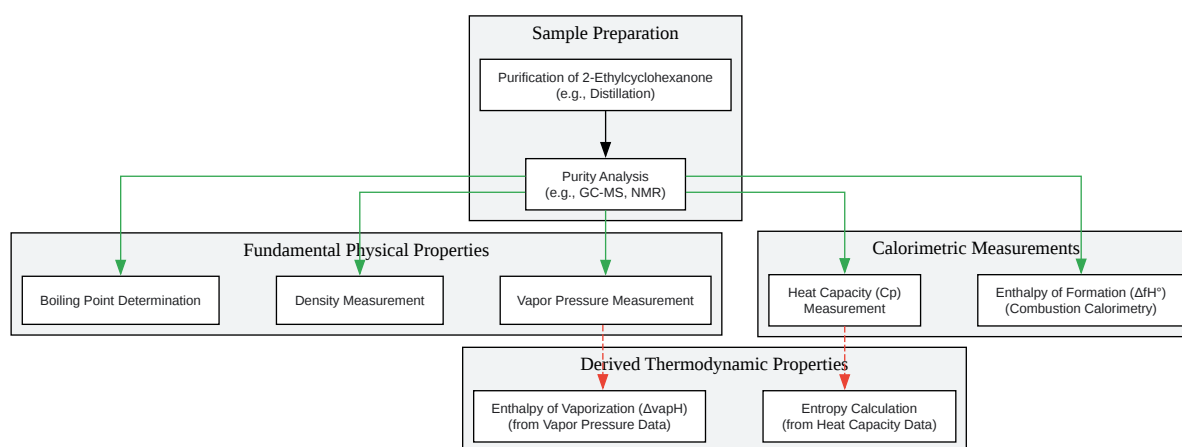 Sample Preparation
Purification of 2-Ethylcyclohexanone
(e.g., Distillation)
Purity Analysis
(e.g., GC-MS, NMR)
Fundamental Physical Properties
Boiling Point Determination
Density Measurement
Vapor Pressure Measurement
Calorimetric Measurements
Heat Capacity (Cp)
Measurement
Enthalpy of Formation (ΔfH°)
(Combustion Calorimetry)
Derived Thermodynamic Properties
Enthalpy of Vaporization (ΔvapH)
(from Vapor Pressure Data)
Entropy Calculation
(from Heat Capacity Data)